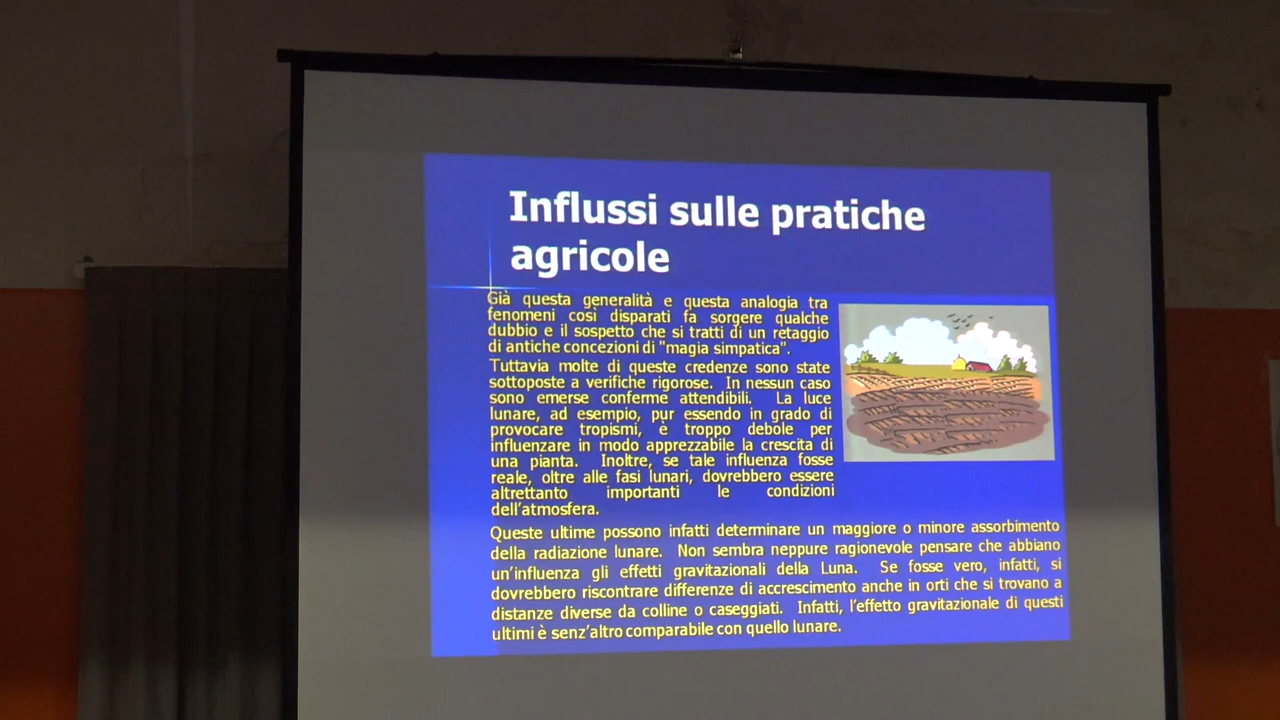 Influssi sulle pratiche
agricole
Già questa generalità e questa analogia tra
fenomeni così disparati fa sorgere qualche
dubbio e il sospetto che si tratti di un retaggio
di antiche concezioni di "magia simpatica".
Tuttavia molte di queste credenze sono state
sottoposte a verifiche rigorose. In nessun caso
sono emerse conferme attendibili. La luce
lunare, ad esempio, pur essendo in grado di
provocare tropismi, è troppo debole per
influenzare in modo apprezzabile la crescita di
una pianta. Inoltre, se tale influenza fosse
reale, oltre alle fasi lunari, dovrebbero essere
altrettanto importanti le condizioni
dell'atmosfera.
Queste ultime possono infatti determinare un maggiore o minore assorbimento
della radiazione lunare. Non sembra neppure ragionevole pensare che abbiano
un'influenza gli effetti gravitazionali della Luna. Se fosse vero, infatti, si
dovrebbero riscontrare differenze di accrescimento anche in orti che si trovano a
distanze diverse da colline o caseggiati. Infatti, l'effetto gravitazionale di questi
ultimi è senz'altro comparabile con quello lunare.